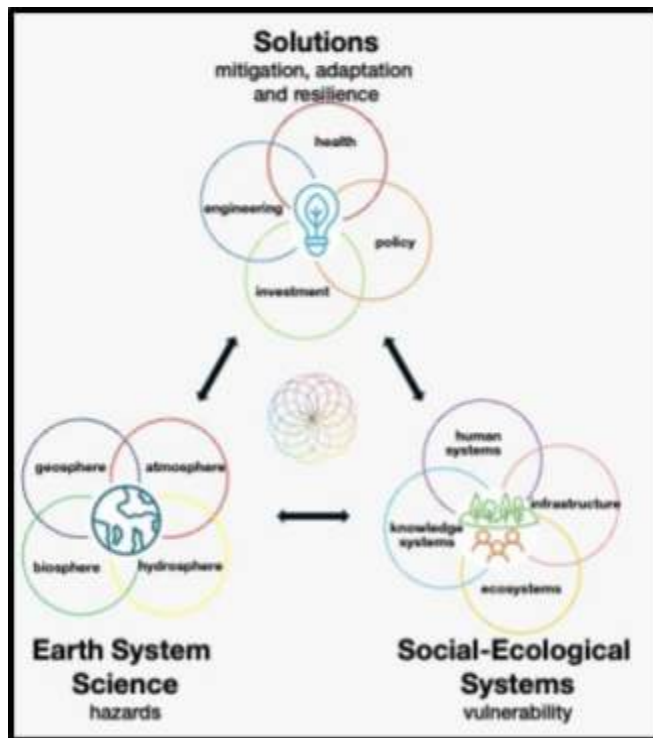 Solutions
mitigation, adaptation
and resilience
health
engineering
policy
investment
geosphere
atmosphere
biosphere
hydrosphere
human
systems
infrastructure
knowledge
systems
ecosystems
Earth System
Science
hazards
Social-Ecological
Systems
vulnerability